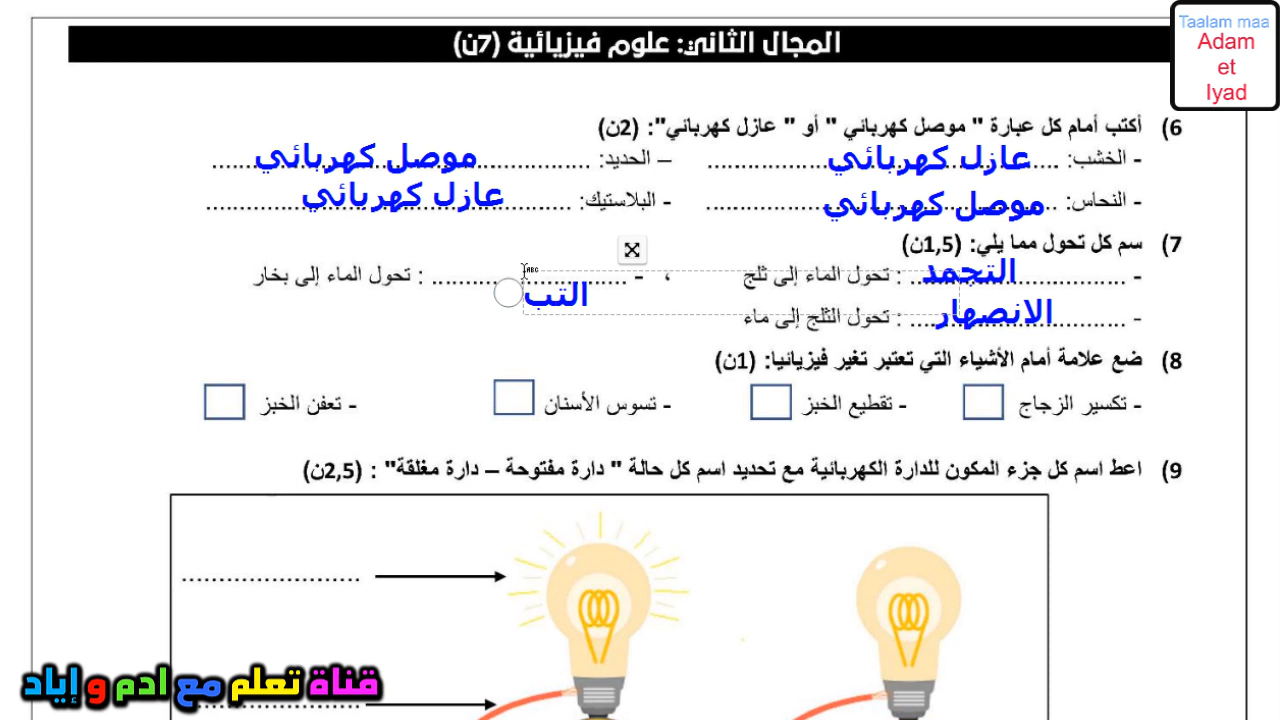 Taalam maa
Adam
et
Iyad
المجال الثاني: علوم فيزيائية (7ن)
6) أكتب أمام كل عبارة " موصل كهربائي " أو " عازل كهربائي": (2ن)
- الخشب: عازل كهربائي – الحديد: موصل كهربائي
- النحاس: موصل كهربائي - البلاستيك: عازل كهربائي
7) سم كل تحول مما يلي: (1,5ن)
- التجمد : تحول الماء إلى ثلج ، - التب : تحول الماء إلى بخار
- الانصهار : تحول الثلج إلى ماء
8) ضع علامة أمام الأشياء التي تعتبر تغير فيزيائيا: (1ن)
- تكسير الزجاج - تقطيع الخبز - تسوس الأسنان - تعفن الخبز
9) اعط اسم كل جزء المكون للدارة الكهربائية مع تحديد اسم كل حالة " دارة مفتوحة – دارة مغلقة" : (2,5ن)
قناة تعلم مع ادم و إياد